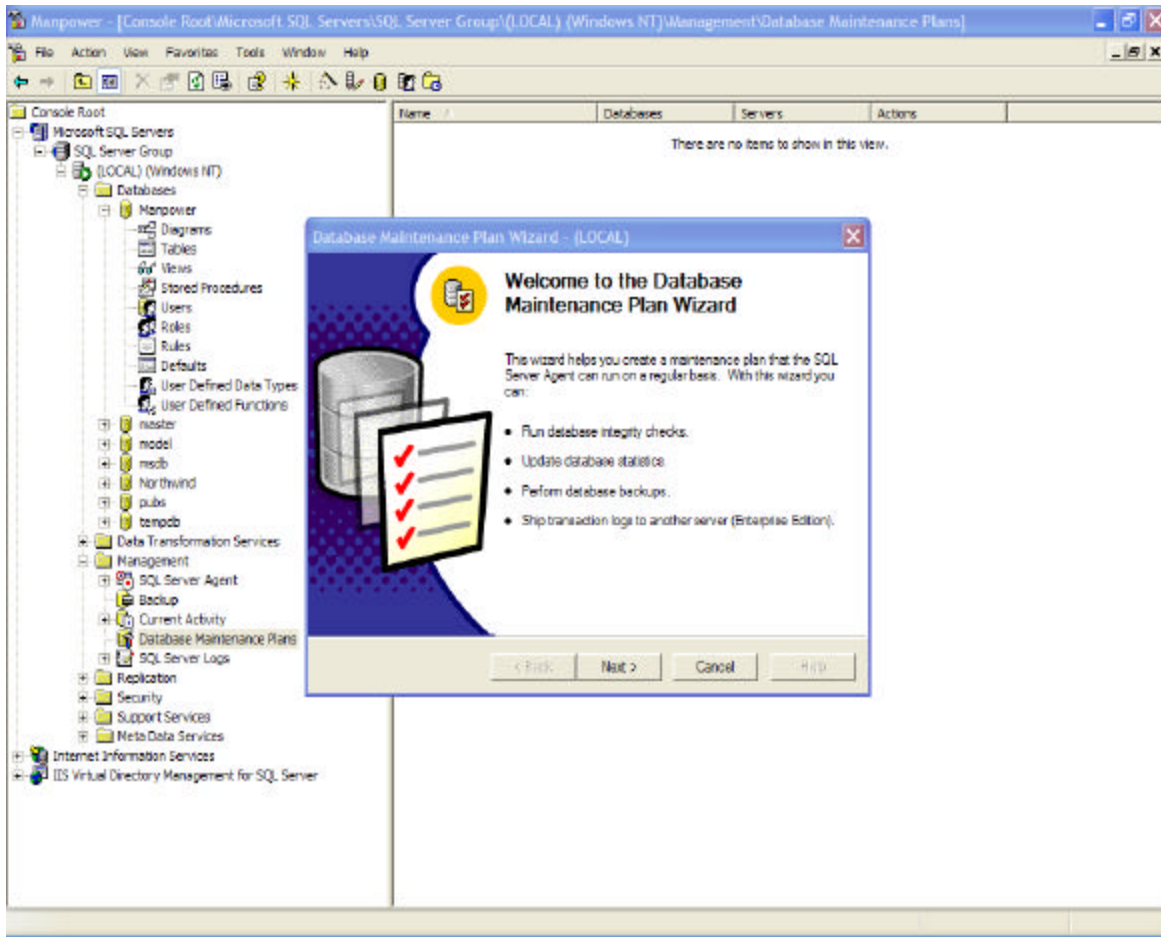 Manpower - [Console Root\Microsoft SQL Servers\SQL Server Group\(LOCAL) (Windows NT)\Management\Database Maintenance Plans]
File Action View Favorites Tools Window Help
Console Root
Name Databases Servers Actions
Microsoft SQL Servers
There are no items to show in this view.
SQL Server Group
(LOCAL) (Windows NT)
Databases
Manpower
Diagrams
Tables
Views
Stored Procedures
Users
Roles
Rules
Defaults
User Defined Data Types
User Defined Functions
master
model
msdb
Northwind
pubs
tempdb
Data Transformation Services
Management
SQL Server Agent
Backup
Current Activity
Database Maintenance Plans
SQL Server Logs
Replication
Security
Support Services
Meta Data Services
Internet Information Services
IIS Virtual Directory Management for SQL Server
Database Maintenance Plan Wizard - (LOCAL)
Welcome to the Database
Maintenance Plan Wizard
This wizard helps you create a maintenance plan that the SQL
Server Agent can run on a regular basis. With this wizard you
can:
• Run database integrity checks.
• Update database statistics.
• Perform database backups.
• Ship transaction logs to another server (Enterprise Edition).
< Back Next > Cancel Help